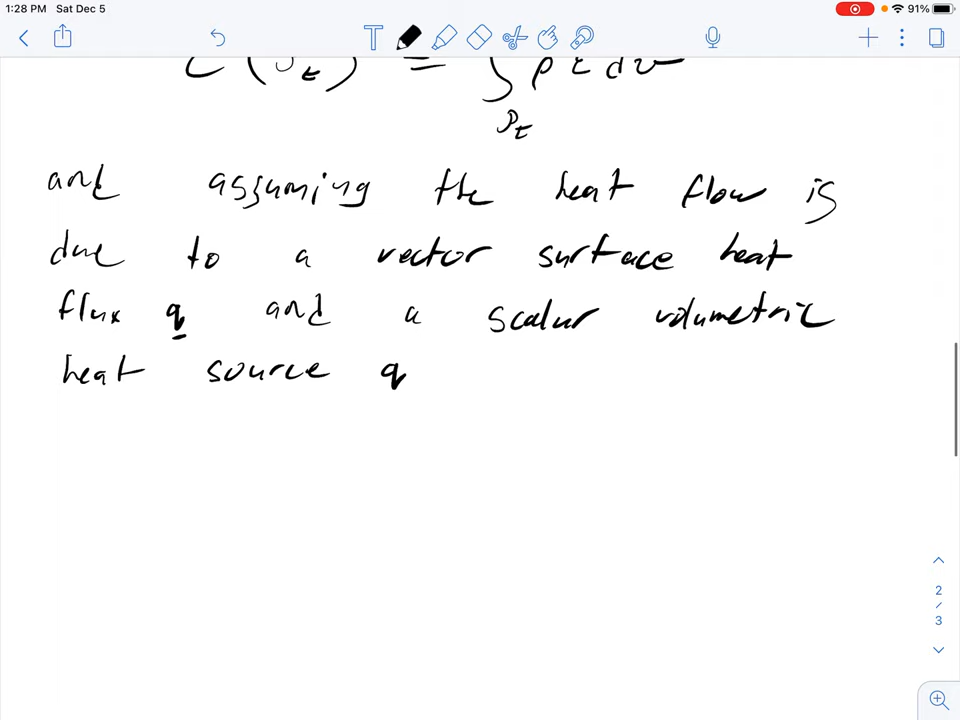 1:28 PM Sat Dec 5 91%
T
and assuming the heat flow is
due to a vector surface heat
flux q and a scalar volumetric
heat source q
2
/
3